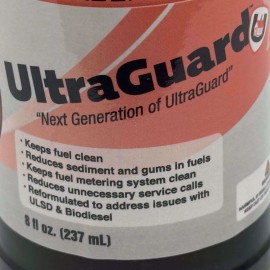 UltraGuard
"Next Generation of UltraGuard"
• Keeps fuel clean
• Reduces sediment and gums in fuels
• Keeps fuel metering system clean
• Reduces unnecessary service calls
• Reformulated to address issues with
ULSD & Biodiesel
8 fl oz. (237 mL)